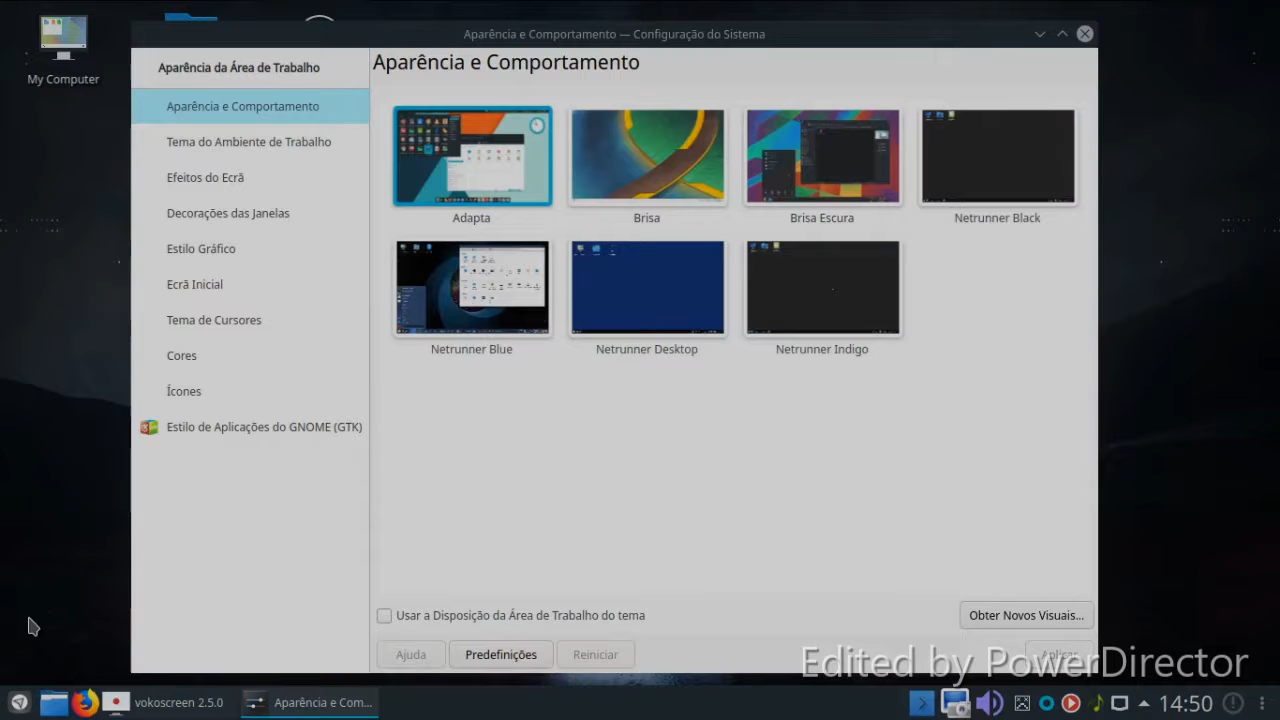 Aparência e Comportamento — Configuração do Sistema
My Computer
Aparência da Área de Trabalho
Aparência e Comportamento
Tema do Ambiente de Trabalho
Efeitos do Ecrã
Decorações das Janelas
Estilo Gráfico
Ecrã Inicial
Tema de Cursores
Cores
Ícones
Estilo de Aplicações do GNOME (GTK)
Aparência e Comportamento
Adapta
Brisa
Brisa Escura
Netrunner Black
Netrunner Blue
Netrunner Desktop
Netrunner Indigo
Usar a Disposição da Área de Trabalho do tema
Obter Novos Visuais...
Ajuda
Predefinições
Reiniciar
Aplicar
Edited by PowerDirector
vokoscreen 2.5.0
Aparência e Com...
14:50